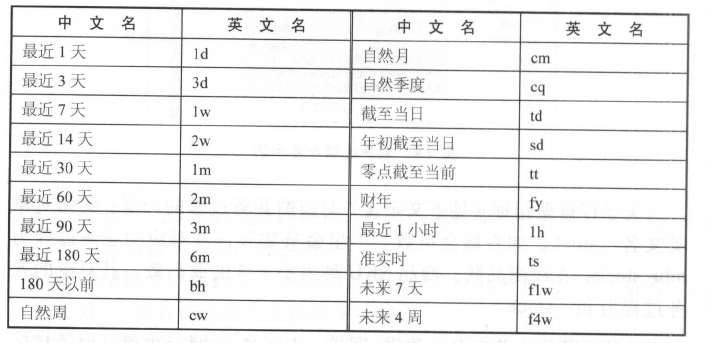 中 文 名 英 文 名 中 文 名 英 文 名
最近 1 天 1d 自然月 cm
最近 3 天 3d 自然季度 cq
最近 7 天 1w 截至当日 td
最近 14 天 2w 年初截至当日 sd
最近 30 天 1m 零点截至当前 tt
最近 60 天 2m 财年 fy
最近 90 天 3m 最近 1 小时 1h
最近 180 天 6m 准实时 ts
180 天以前 bh 未来 7 天 f1w
自然周 cw 未来 4 周 f4w